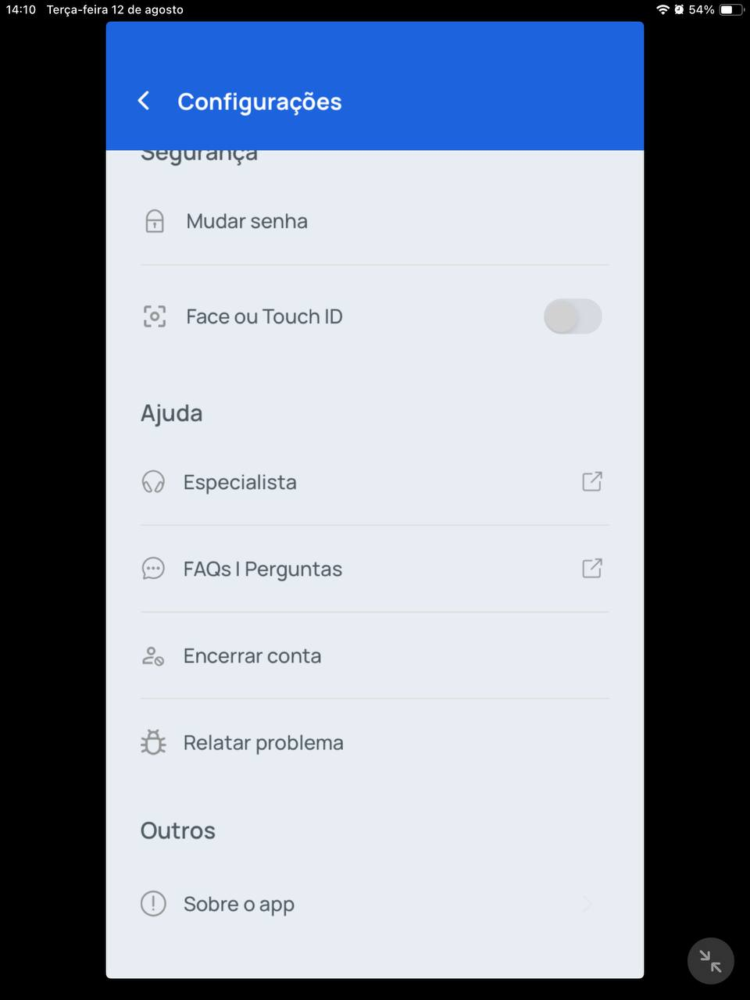 14:10 Terça-feira 12 de agosto 54%
Configurações
Segurança
Mudar senha
Face ou Touch ID
Ajuda
Especialista
FAQs | Perguntas
Encerrar conta
Relatar problema
Outros
Sobre o app